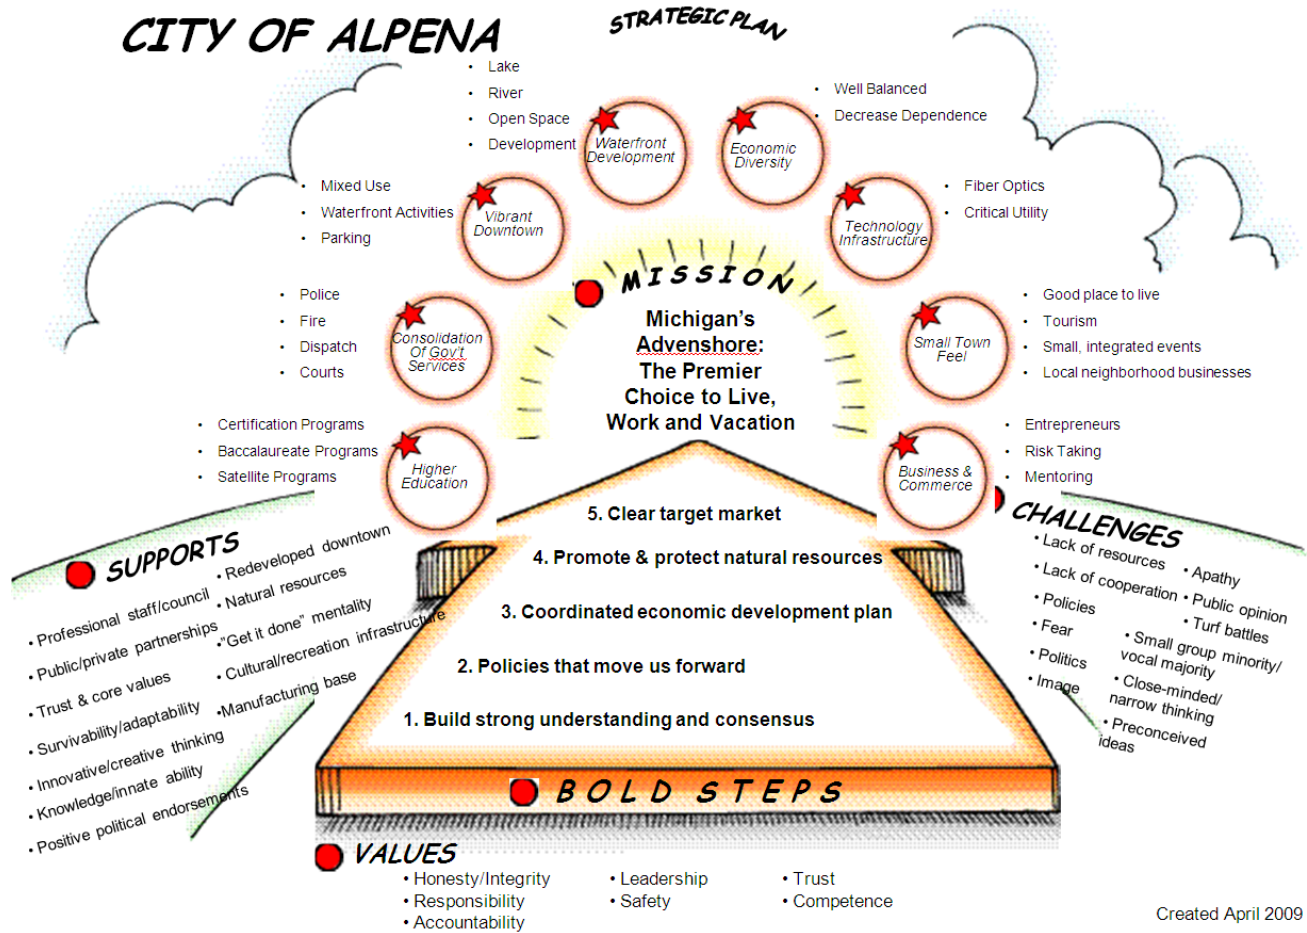 CITY OF ALPENA
STRATEGIC PLAN
• Lake
• River
• Open Space
• Development
Waterfront
Development
Economic
Diversity
• Well Balanced
• Decrease Dependence
• Mixed Use
• Waterfront Activities
• Parking
Vibrant
Downtown
Technology
Infrastructure
• Fiber Optics
• Critical Utility
• Police
• Fire
• Dispatch
• Courts
Consolidation
Of Gov't
Services
Small Town
Feel
• Good place to live
• Tourism
• Small, integrated events
• Local neighborhood businesses
• Certification Programs
• Baccalaureate Programs
• Satellite Programs
Higher
Education
Business &
Commerce
• Entrepreneurs
• Risk Taking
• Mentoring
MISSION
Michigan's
Advenshore:
The Premier
Choice to Live,
Work and Vacation
5. Clear target market
4. Promote & protect natural resources
3. Coordinated economic development plan
2. Policies that move us forward
1. Build strong understanding and consensus
BOLD STEPS
SUPPORTS
• Professional staff/council
• Public/private partnerships
• Trust & core values
• Survivability/adaptability
• Innovative/creative thinking
• Knowledge/innate ability
• Positive political endorsements
• Redeveloped downtown
• Natural resources
•"Get it done" mentality
• Cultural/recreation infrastructure
•Manufacturing base
CHALLENGES
• Lack of resources
• Lack of cooperation
• Policies
• Fear
• Politics
• Image
• Apathy
• Public opinion
• Turf battles
• Small group minority/
vocal majority
• Close-minded/
narrow thinking
• Preconceived
ideas
VALUES
• Honesty/Integrity
• Responsibility
• Accountability
• Leadership
• Safety
• Trust
• Competence
Created April 2009